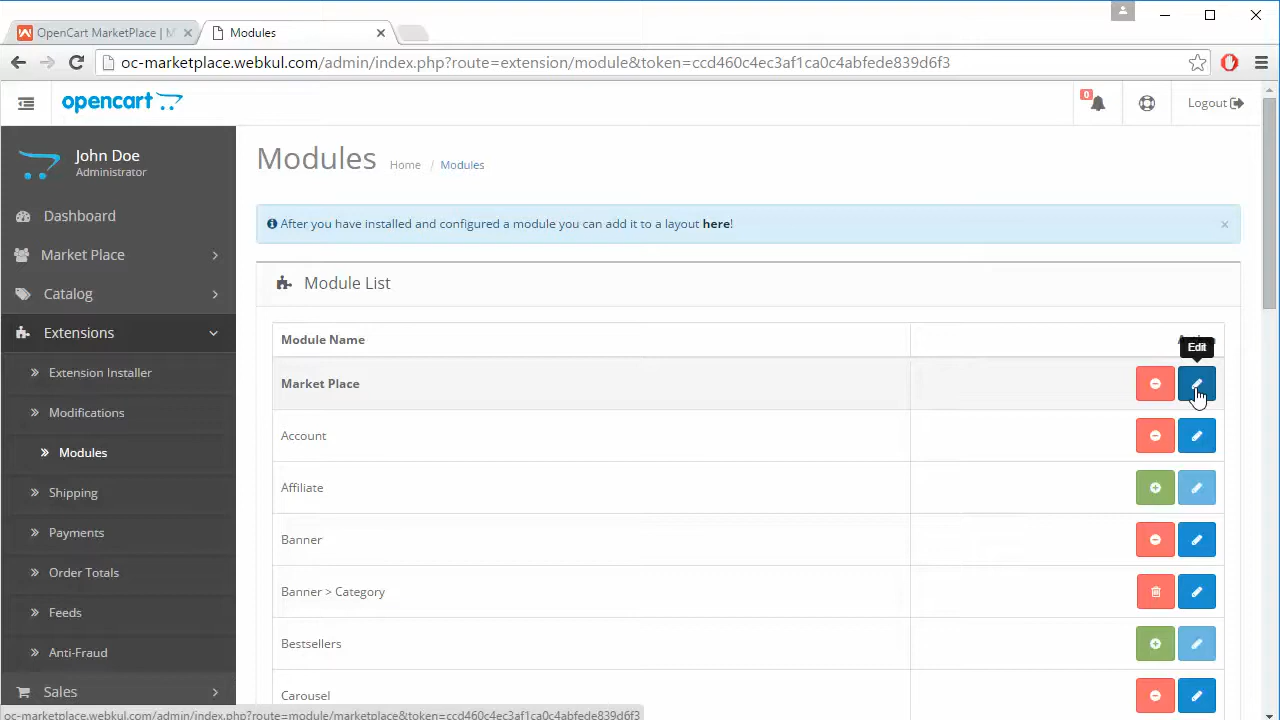 OpenCart MarketPlace | M
Modules
oc-marketplace.webkul.com/admin/index.php?route=extension/module&token=ccd460c4ec3af1ca0c4abfede839d6f3
opencart
0
Logout
John Doe
Administrator
Modules
Home / Modules
Dashboard
Market Place
Catalog
Extensions
Extension Installer
Modifications
Modules
Shipping
Payments
Order Totals
Feeds
Anti-Fraud
Sales
After you have installed and configured a module you can add it to a layout here!
×
Module List
Module Name
Edit
Market Place
Account
Affiliate
Banner
Banner > Category
Bestsellers
Carousel
oc-marketplace.webkul.com/admin/index.php?route=module/marketplace&token=ccd460c4ec3af1ca0c4abfede839d6f3